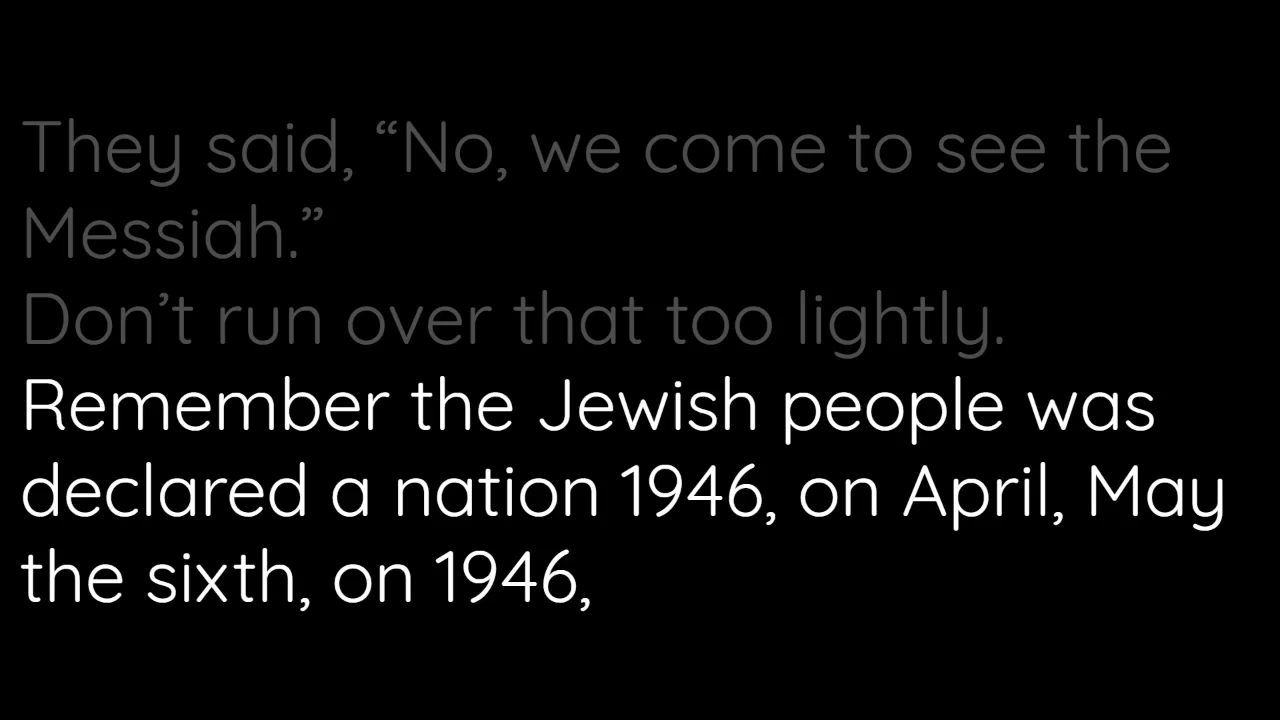 They said, “No, we come to see the
Messiah.”
Don’t run over that too lightly.
Remember the Jewish people was
declared a nation 1946, on April, May
the sixth, on 1946,